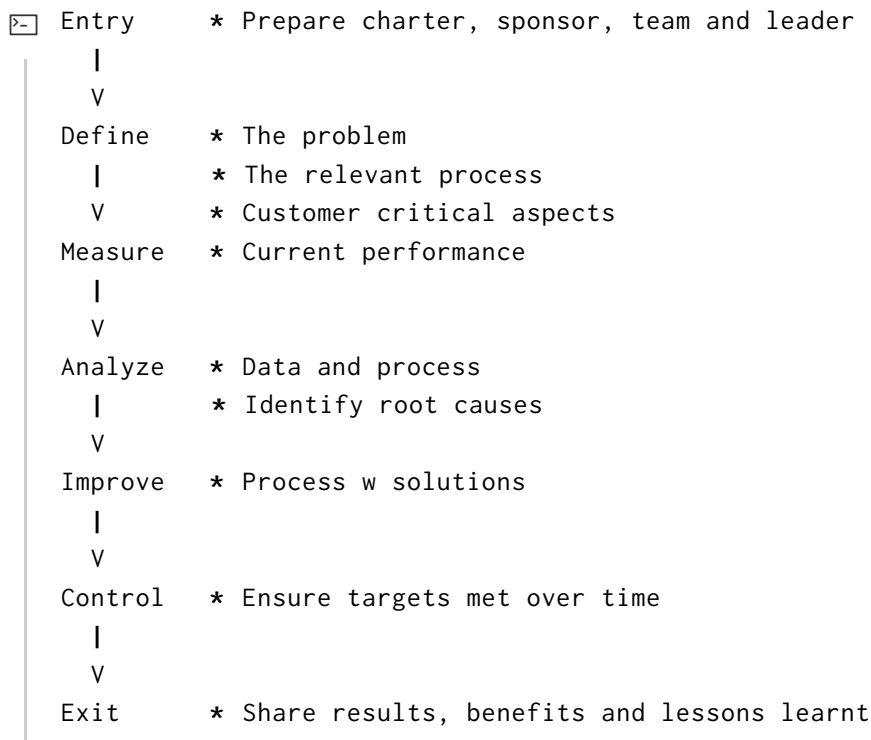 Entry * Prepare charter, sponsor, team and leader
|
V
Define * The problem
| * The relevant process
V * Customer critical aspects
Measure * Current performance
|
V
Analyze * Data and process
| * Identify root causes
V
Improve * Process w solutions
|
V
Control * Ensure targets met over time
|
V
Exit * Share results, benefits and lessons learnt